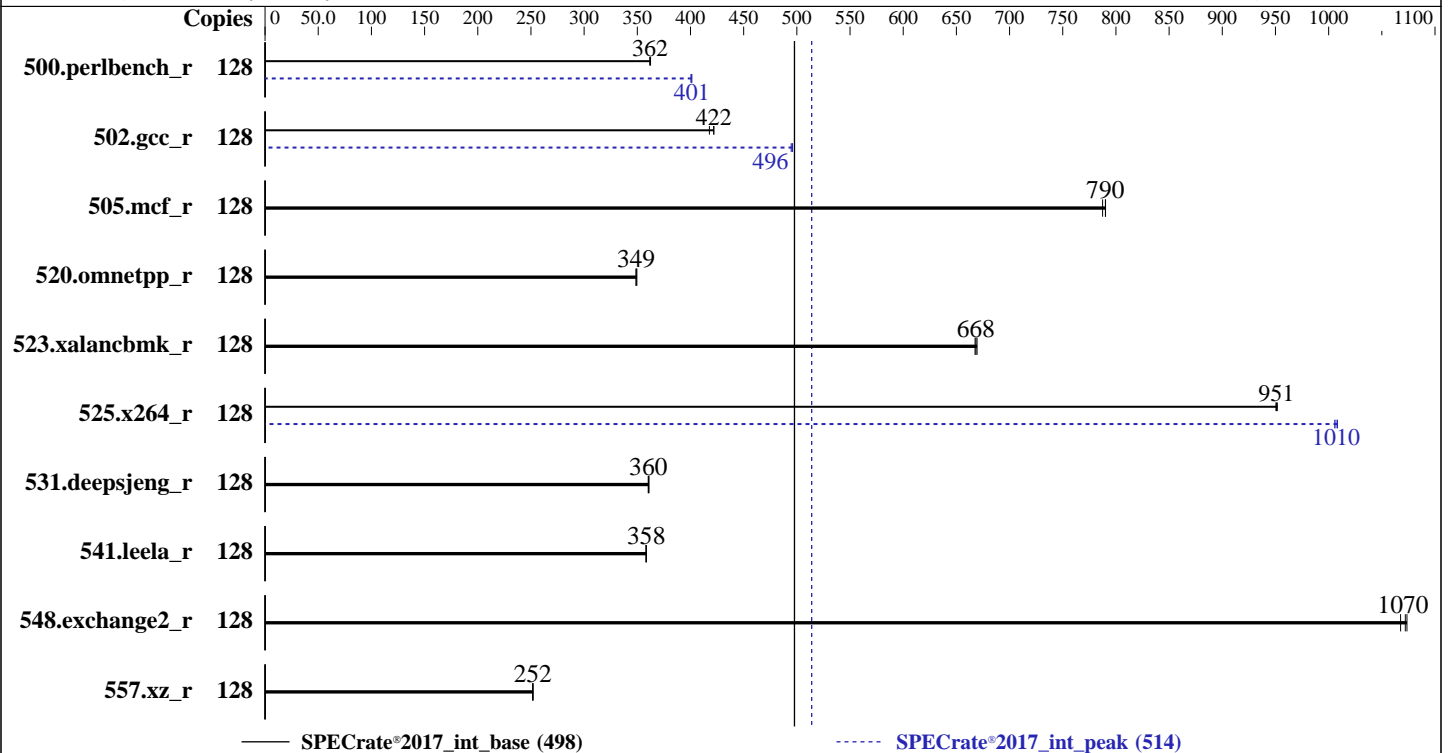 Copies 0 50.0 100 150 200 250 300 350 400 450 500 550 600 650 700 750 800 850 900 950 1000 1100
362
500.perlbench_r 128
401
422
502.gcc_r 128
496
790
505.mcf_r 128
349
520.omnetpp_r 128
668
523.xalancbmk_r 128
951
525.x264_r 128
1010
360
531.deepsjeng_r 128
358
541.leela_r 128
1070
548.exchange2_r 128
252
557.xz_r 128
SPECrate®2017_int_base (498) SPECrate®2017_int_peak (514)